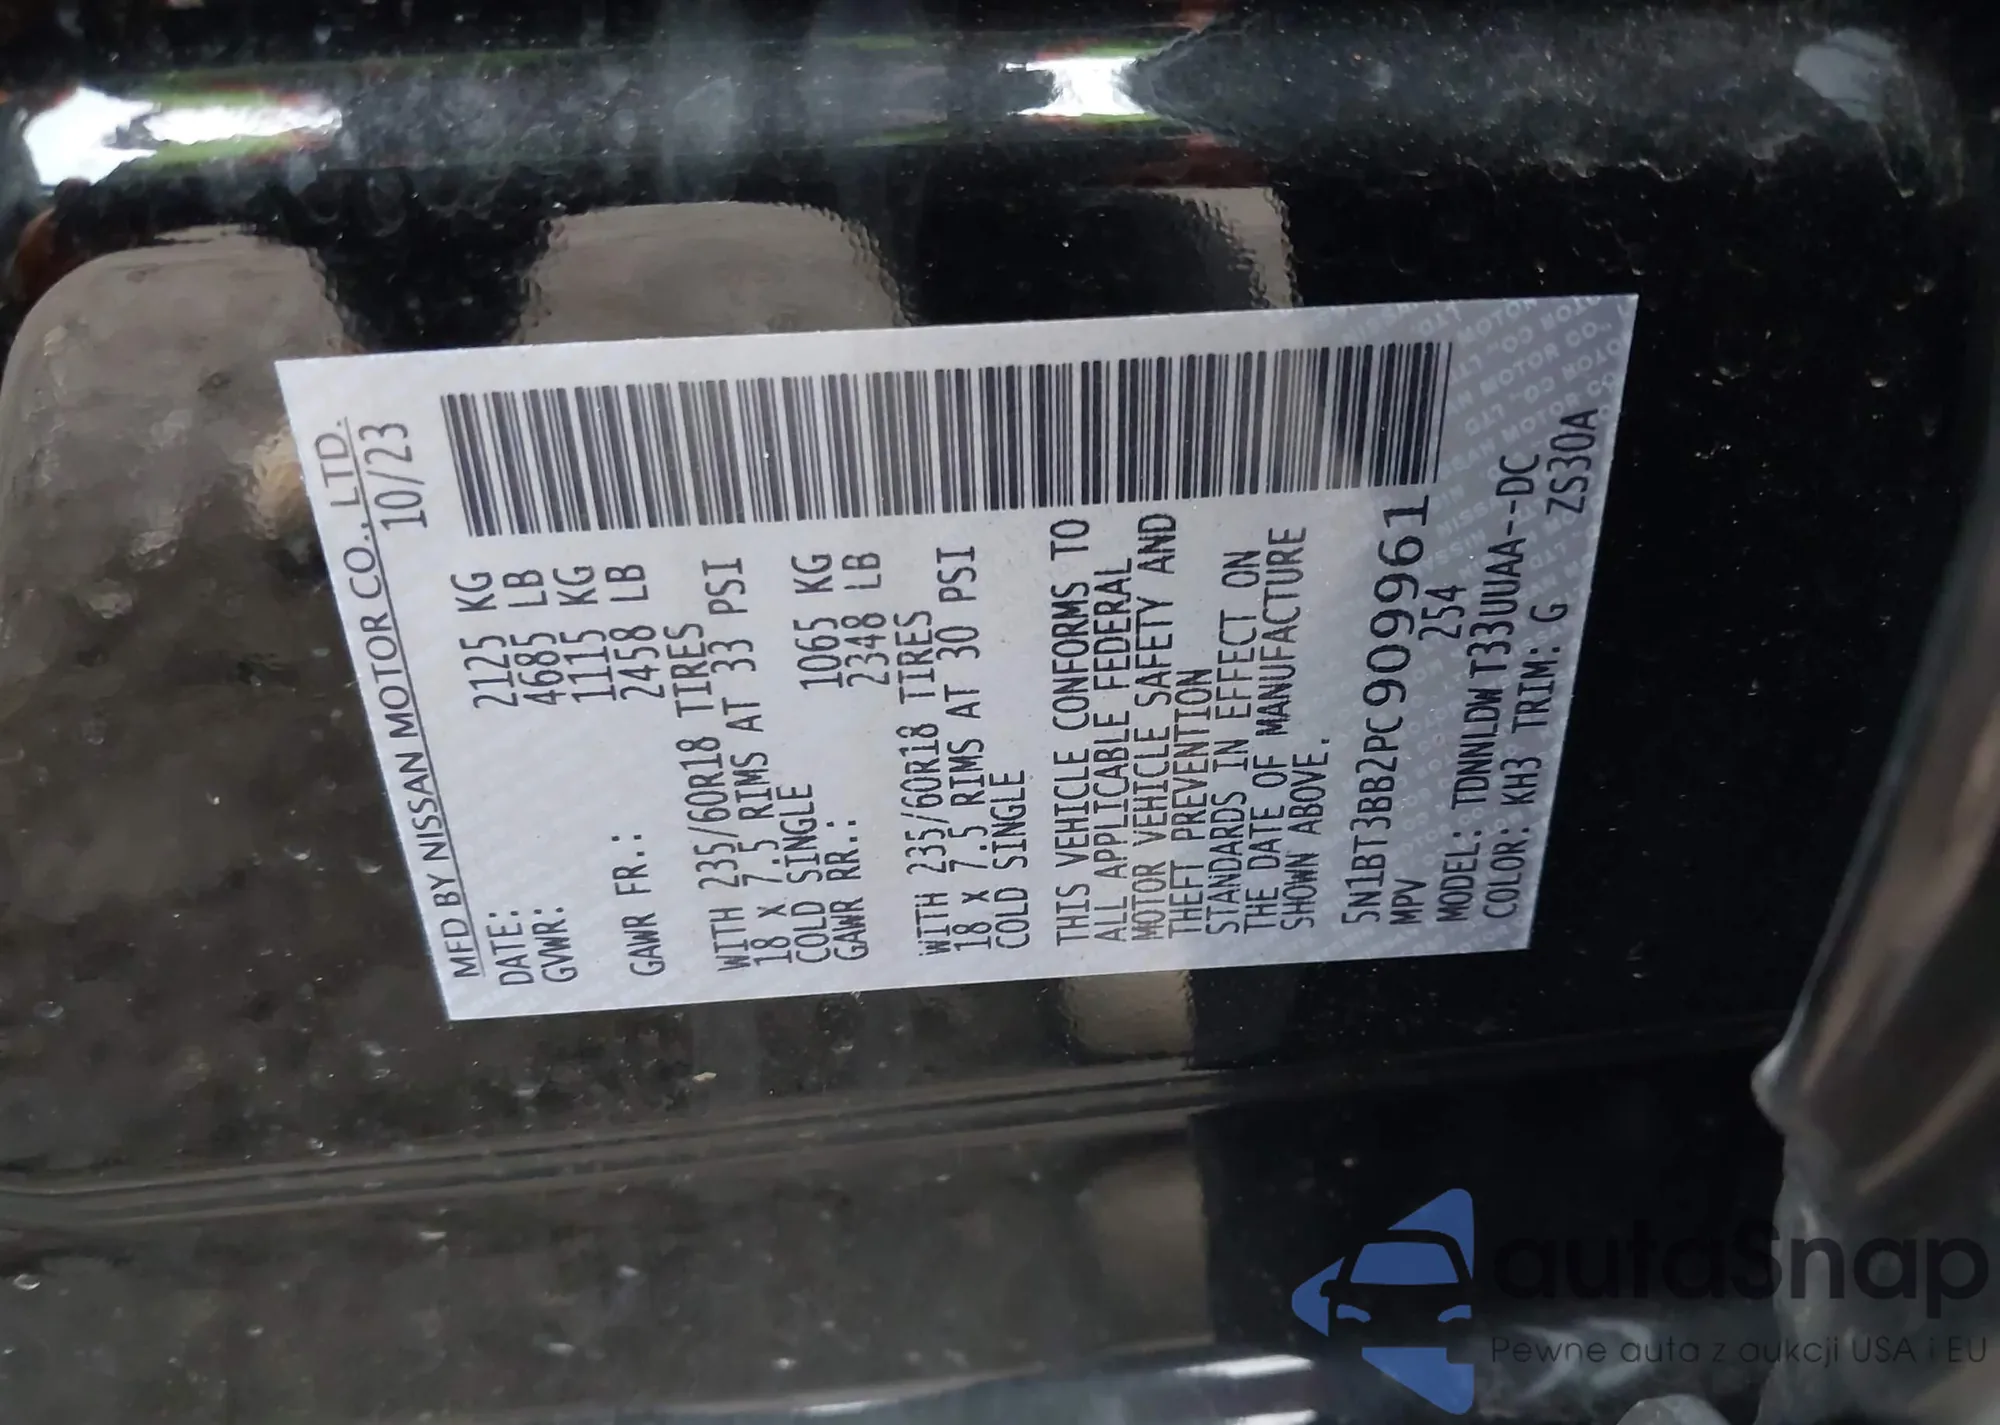 MFD BY NISSAN MOTOR CO., LTD.
DATE: 10/23
GVWR: 2125 KG
4685 LB
GAWR FR.: 1115 KG
2458 LB
WITH 235/60R18 TIRES
18 X 7.5 RIMS AT 33 PSI
COLD SINGLE
GAWR RR.: 1065 KG
2348 LB
WITH 235/60R18 TIRES
18 X 7.5 RIMS AT 30 PSI
COLD SINGLE
THIS VEHICLE CONFORMS TO
ALL APPLICABLE FEDERAL
MOTOR VEHICLE SAFETY AND
THEFT PREVENTION
STANDARDS IN EFFECT ON
THE DATE OF MANUFACTURE
SHOWN ABOVE.
5N1BT3BB2PC909961
MPV 254
MODEL: TDNNLDW T33UUAA--DC
COLOR: KH3 TRIM: G ZS30A
autaSnap
Pewne auta z aukcji USA i EU